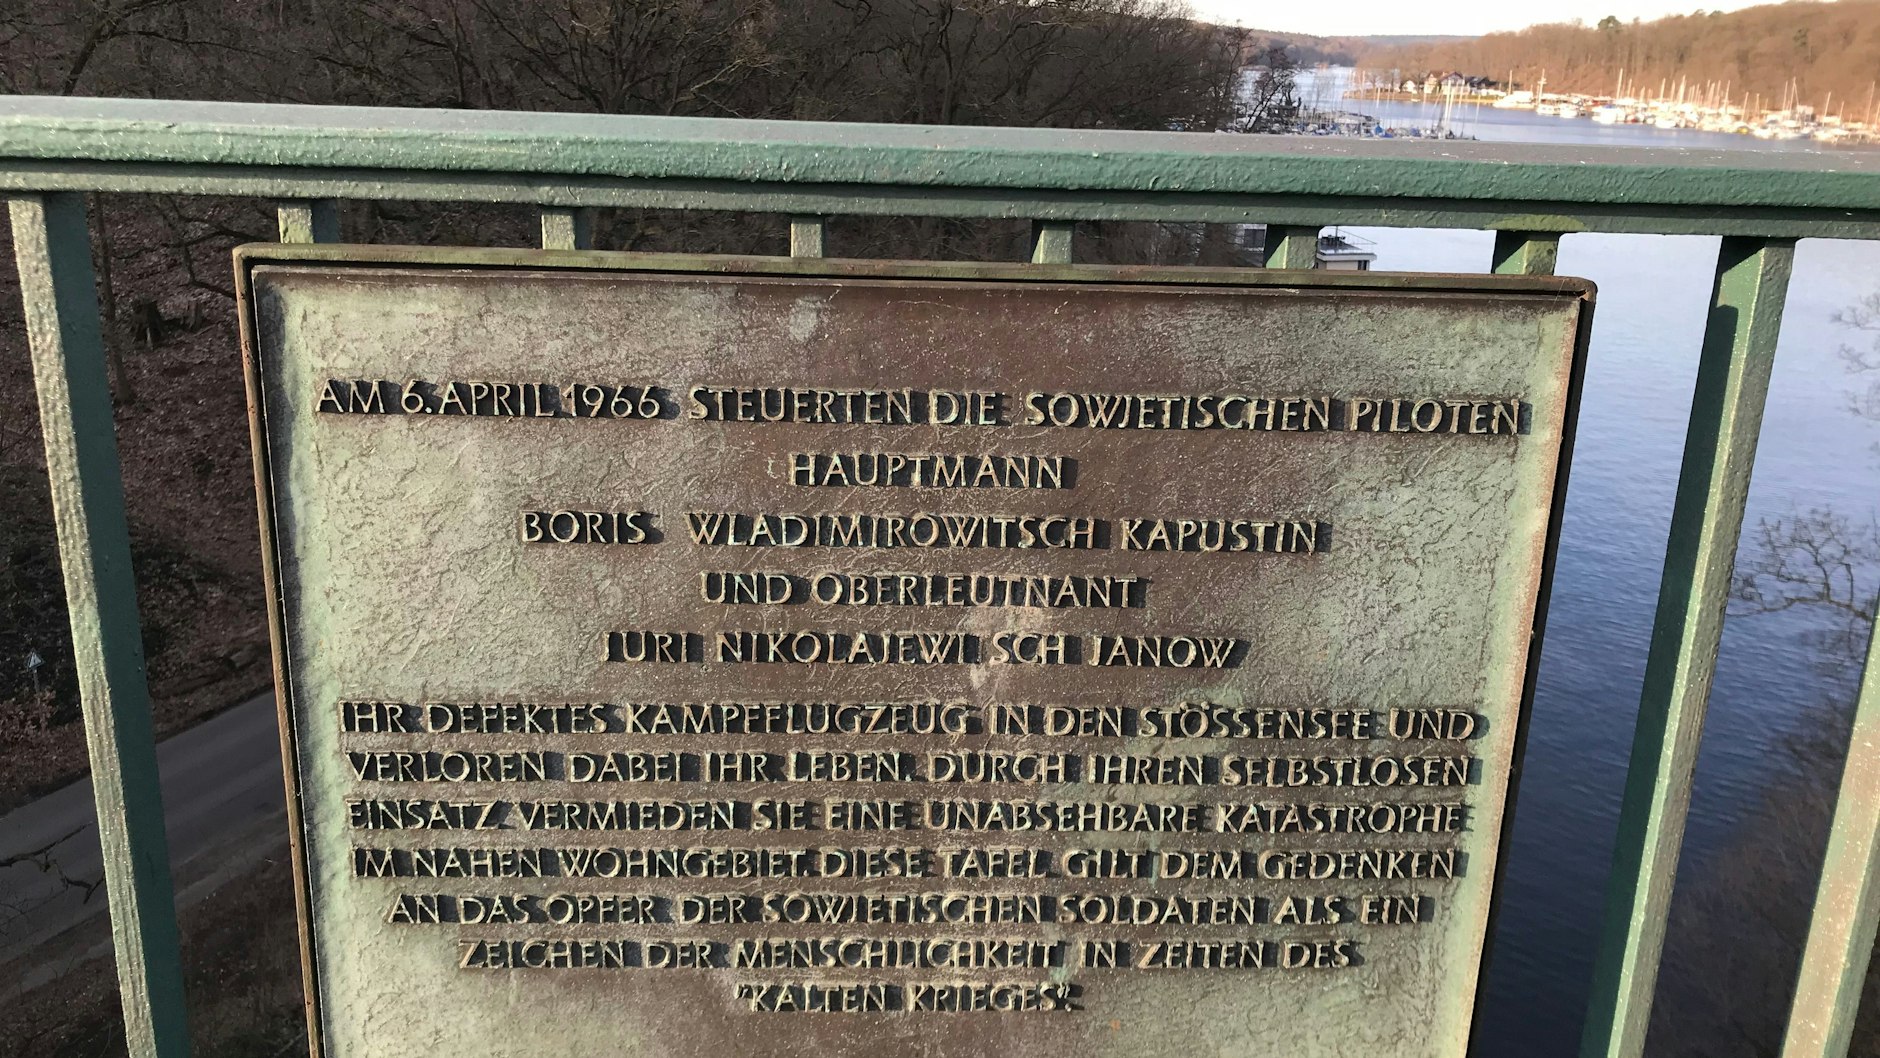 AM 6. APRIL 1966 STEUERTEN DIE SOWJETISCHEN PILOTEN
HAUPTMANN
BORIS WLADIMIROWITSCH KAPUSTIN
UND OBERLEUTNANT
JURI NIKOLAJEWISCH JANOW
IHR DEFEKTES KAMPFFLUGZEUG IN DEN STÖSSENSEE UND
VERLOREN DABEI IHR LEBEN. DURCH IHREN SELBSTLOSEN
EINSATZ VERMIEDEN SIE EINE UNABSEHBARE KATASTROPHE
IM NAHEN WOHNGEBIET. DIESE TAFEL GILT DEM GEDENKEN
AN DAS OPFER DER SOWJETISCHEN SOLDATEN ALS EIN
ZEICHEN DER MENSCHLICHKEIT IN ZEITEN DES
"KALTEN KRIEGES".